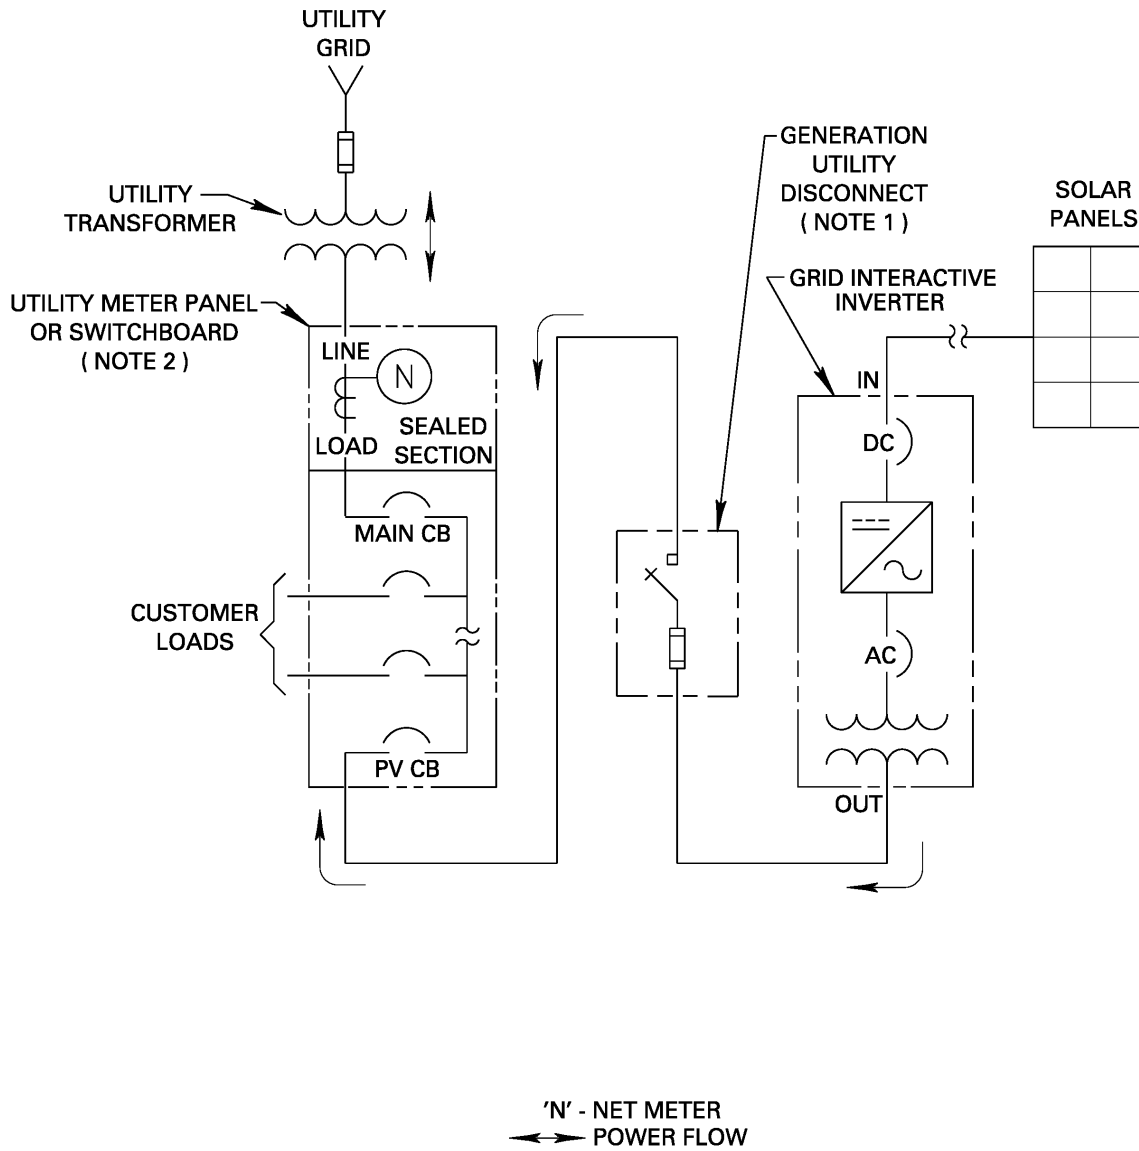 UTILITY
GRID
UTILITY
TRANSFORMER
UTILITY METER PANEL
OR SWITCHBOARD
( NOTE 2 )
LINE
N
LOAD
SEALED
SECTION
MAIN CB
CUSTOMER
LOADS
PV CB
GENERATION
UTILITY
DISCONNECT
( NOTE 1 )
GRID INTERACTIVE
INVERTER
SOLAR
PANELS
IN
DC
AC
OUT
'N' - NET METER
POWER FLOW